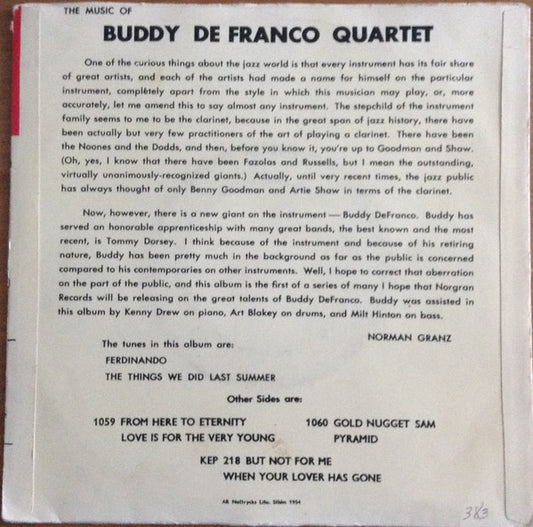 THE MUSIC OF
BUDDY DE FRANCO QUARTET
One of the curious things about the jazz world is that every instrument has its fair share
of great artists, and each of the artists had made a name for himself on the particular
instrument, completely apart from the style in which this musician may play, or, more
accurately, let me amend this to say almost any instrument. The stepchild of the instrument
family seems to me to be the clarinet, because in the great span of jazz history, there have
been actually but very few practitioners of the art of playing a clarinet. There have been
the Noones and the Dodds, and then, before you know it, you're up to Goodman and Shaw.
(Oh, yes, I know that there have been Fazolas and Russells, but I mean the outstanding,
virtually unanimously-recognized giants.) Actually, until very recent times, the jazz public
has always thought of only Benny Goodman and Artie Shaw in terms of the clarinet.
Now, however, there is a new giant on the instrument — Buddy DeFranco. Buddy has
served an honorable apprenticeship with many great bands, the best known and the most
recent, is Tommy Dorsey. I think because of the instrument and because of his retiring
nature, Buddy has been pretty much in the background as far as the public is concerned
compared to his contemporaries on other instruments. Well, I hope to correct that aberration
on the part of the public, and this album is the first of a series of many I hope that Norgran
Records will be releasing on the great talents of Buddy DeFranco. Buddy was assisted in
this album by Kenny Drew on piano, Art Blakey on drums, and Milt Hinton on bass.
NORMAN GRANZ
The tunes in this album are:
FERDINANDO
THE THINGS WE DID LAST SUMMER
Other Sides are:
1059 FROM HERE TO ETERNITY
LOVE IS FOR THE VERY YOUNG
1060 GOLD NUGGET SAM
PYRAMID
KEP 218 BUT NOT FOR ME
WHEN YOUR LOVER HAS GONE
AB Nottrycks Lito. Sthlm 1954